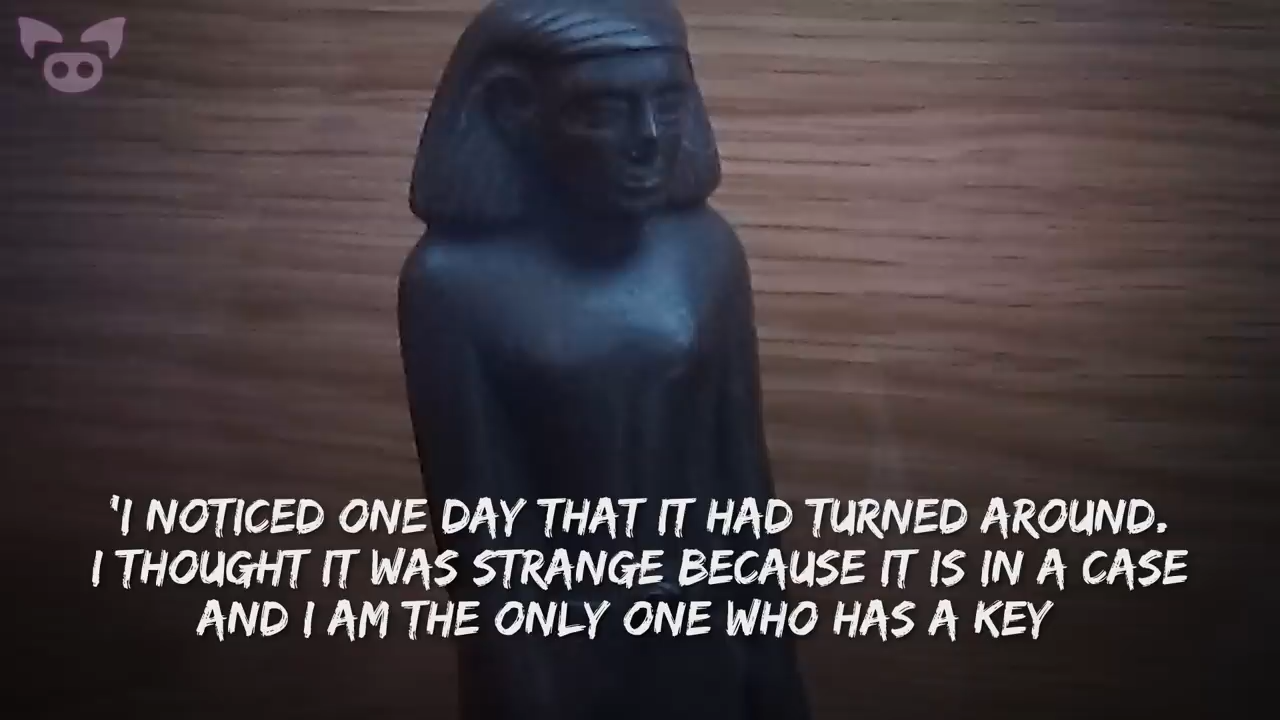 'I NOTICED ONE DAY THAT IT HAD TURNED AROUND.
I THOUGHT IT WAS STRANGE BECAUSE IT IS IN A CASE
AND I AM THE ONLY ONE WHO HAS A KEY